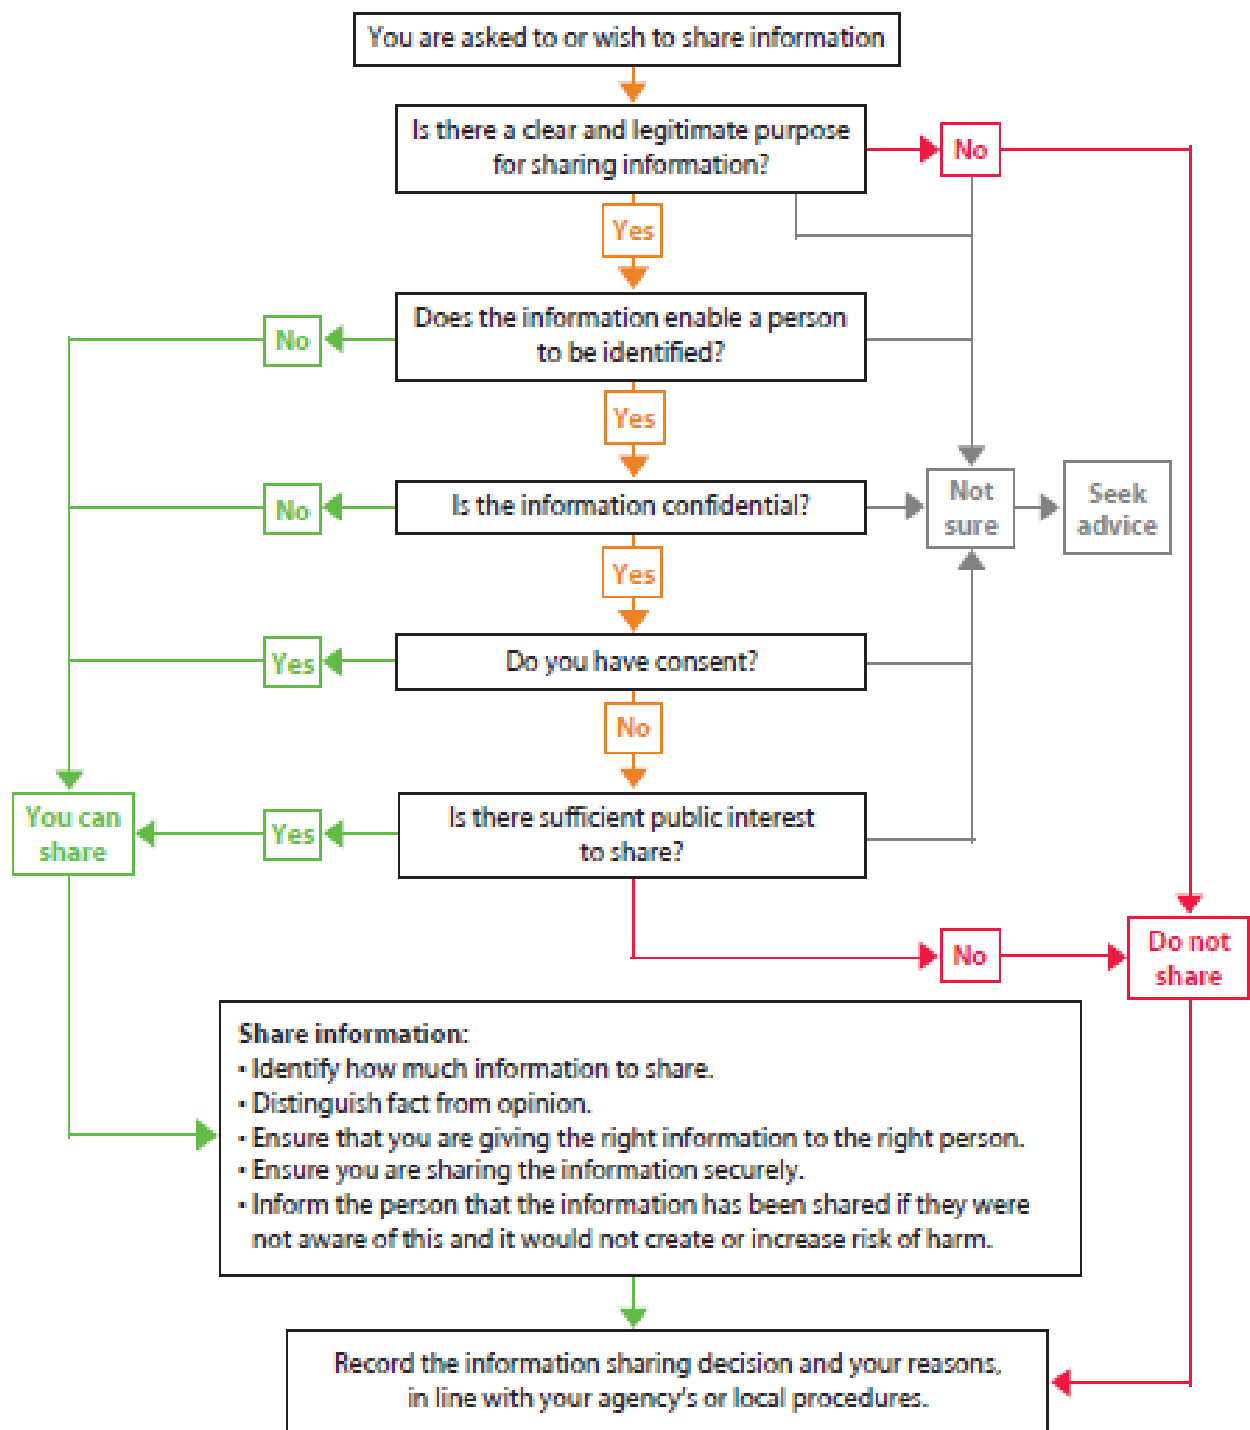 You are asked to or wish to share information
Is there a clear and legitimate purpose
for sharing information?
No
Yes
Does the information enable a person
to be identified?
No
Yes
Is the information confidential?
No
Not
sure
Seek
advice
Yes
Do you have consent?
Yes
No
Is there sufficient public interest
to share?
Yes
You can
share
No
Do not
share
Share information:
• Identify how much information to share.
• Distinguish fact from opinion.
• Ensure that you are giving the right information to the right person.
• Ensure you are sharing the information securely.
• Inform the person that the information has been shared if they were
not aware of this and it would not create or increase risk of harm.
Record the information sharing decision and your reasons,
in line with your agency's or local procedures.